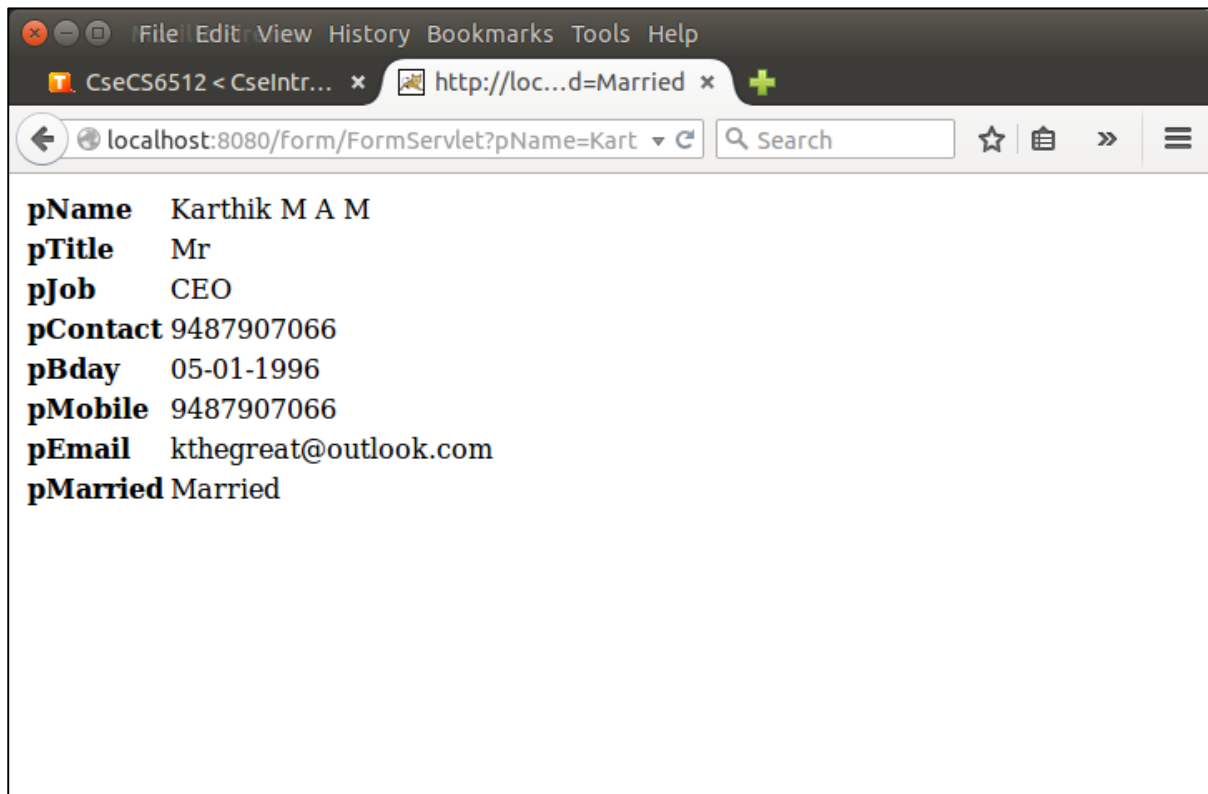 File Edit View History Bookmarks Tools Help
CseCS6512 < CseIntr... http://loc...d=Married
localhost:8080/form/FormServlet?pName=Kart Search
pName Karthik M A M
pTitle Mr
pJob CEO
pContact 9487907066
pBday 05-01-1996
pMobile 9487907066
pEmail kthegreat@outlook.com
pMarried Married